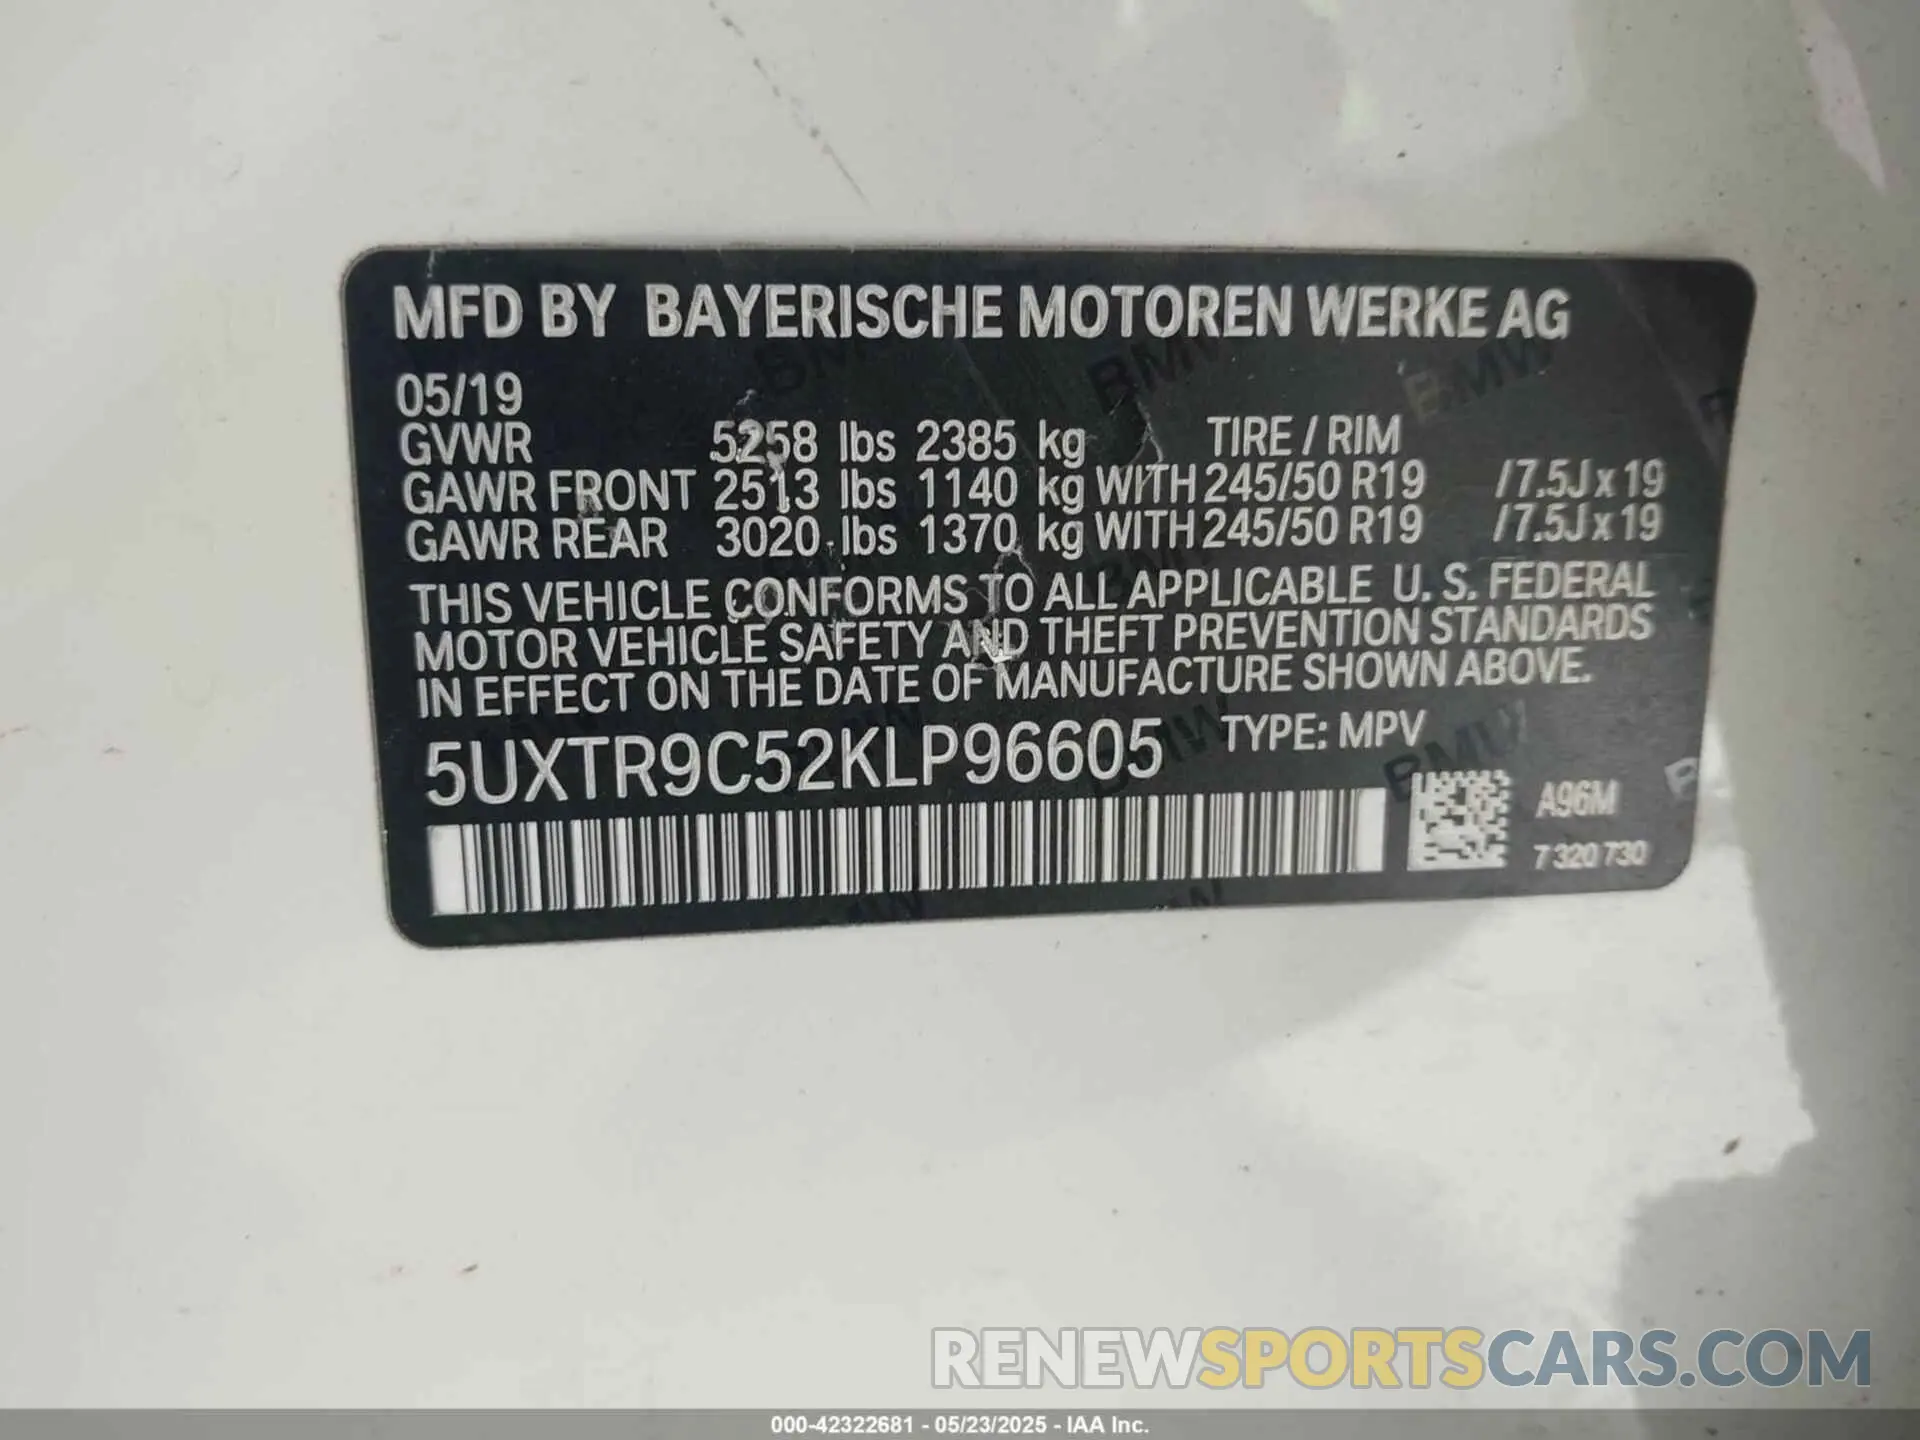 MFD BY BAYERISCHE MOTOREN WERKE AG
05/19
GVWR 5258 lbs 2385 kg TIRE / RIM
GAWR FRONT 2513 lbs 1140 kg WITH 245/50 R19 /7.5J x 19
GAWR REAR 3020 lbs 1370 kg WITH 245/50 R19 /7.5J x 19
THIS VEHICLE CONFORMS TO ALL APPLICABLE U. S. FEDERAL
MOTOR VEHICLE SAFETY AND THEFT PREVENTION STANDARDS
IN EFFECT ON THE DATE OF MANUFACTURE SHOWN ABOVE.
5UXTR9C52KLP96605 TYPE: MPV
A96M
7 320 730
RENEWSPORTSCARS.COM
000-42322681 - 05/23/2025 - IAA Inc.